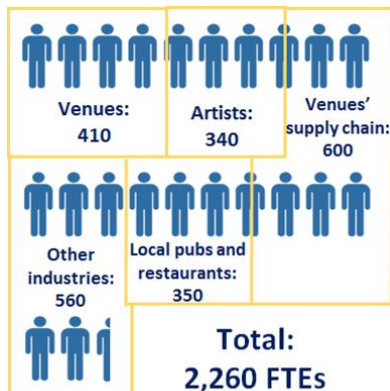 Venues:
410
Artists:
340
Venues'
supply chain:
600
Other
industries:
560
Local pubs and
restaurants:
350
Total:
2,260 FTEs